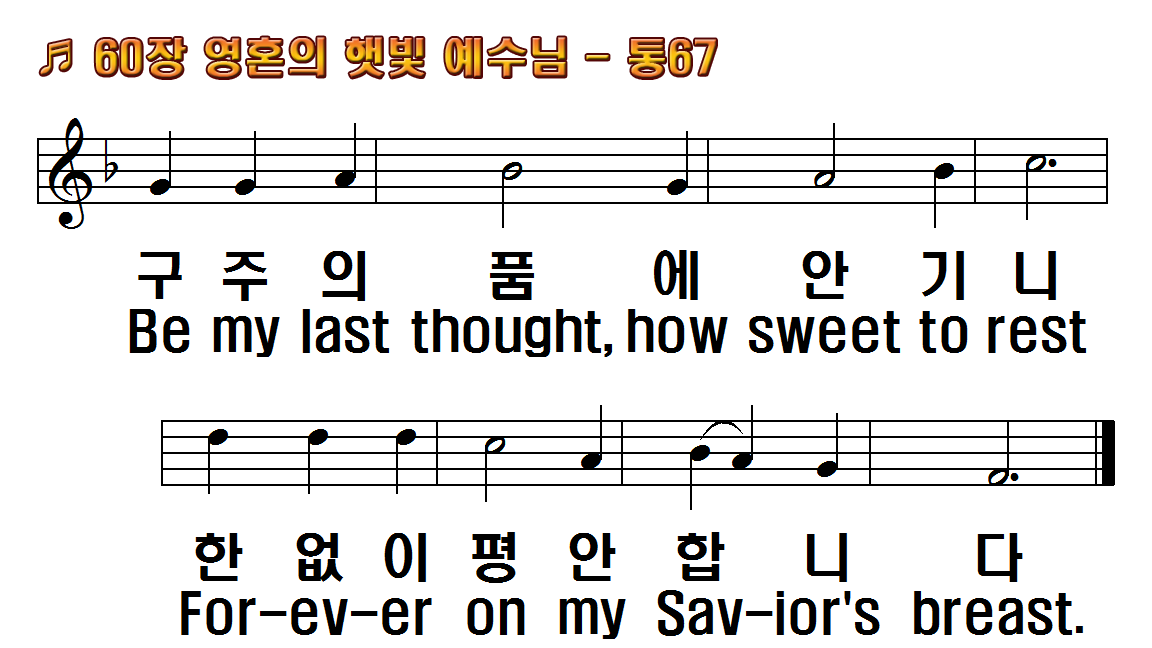 ♬ 60장 영혼의 햇빛 예수님 - 통67
구 주 의 품 에 안 기 니
Be my last thought, how sweet to rest
한 없 이 평 안 합 니 다
For-ev-er on my Sav-ior's breast.